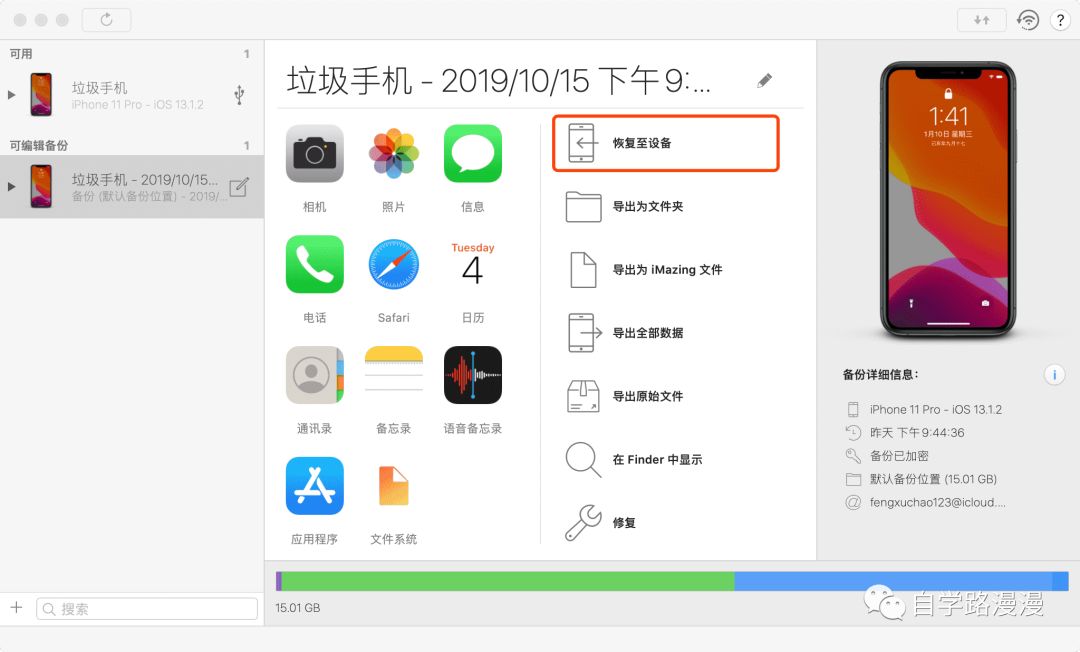 ?
可用 1
垃圾手机
iPhone 11 Pro - iOS 13.1.2
可编辑备份 1
垃圾手机 - 2019/10/15...
备份 (默认备份位置) - 2019/...
搜索
垃圾手机 - 2019/10/15 下午 9:...
相机
照片
信息
电话
Safari
Tuesday
4
日历
通讯录
备忘录
语音备忘录
应用程序
文件系统
恢复至设备
导出为文件夹
导出为 iMazing 文件
导出全部数据
导出原始文件
在 Finder 中显示
修复
1:41
1月10日 星期三
备份详细信息:
iPhone 11 Pro - iOS 13.1.2
昨天 下午 9:44:36
备份已加密
默认备份位置 (15.01 GB)
fengxuchao123@icloud....
15.01 GB
自学路漫漫